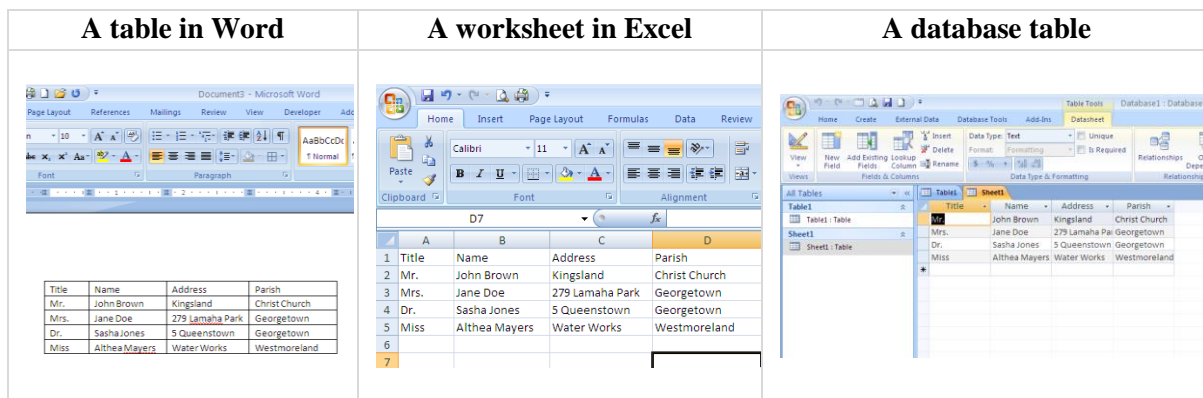 A table in Word
A worksheet in Excel
A database table
Document3 - Microsoft Word
Page Layout References Mailings Review View Developer
10
AaBbCcDc
1 Normal
Font
Paragraph
Title Name Address Parish
Mr. John Brown Kingsland Christ Church
Mrs. Jane Doe 279 Lamaha Park Georgetown
Dr. Sasha Jones 5 Queenstown Georgetown
Miss Althea Mayers Water Works Westmoreland
Home Insert Page Layout Formulas Data Review
Paste
Calibri 11
B I U
Clipboard Font Alignment
D7
fx
A B C D
1 Title Name Address Parish
2 Mr. John Brown Kingsland Christ Church
3 Mrs. Jane Doe 279 Lamaha Park Georgetown
4 Dr. Sasha Jones 5 Queenstown Georgetown
5 Miss Althea Mayers Water Works Westmoreland
6
7
Table Tools Database1 : Database
Home Create External Data Database Tools Add-Ins Datasheet
View
New Field
Add Existing Fields
Lookup Column
Insert
Delete
Rename
Data Type: Text
Format: Formatting
Unique
Is Required
Relationships
Views Fields & Columns Data Type & Formatting
All Tables
Table1
Table1 : Table
Sheet1
Sheet1 : Table
Table1 Sheet1
Title Name Address Parish
Mr. John Brown Kingsland Christ Church
Mrs. Jane Doe 279 Lamaha Pa Georgetown
Dr. Sasha Jones 5 Queenstown Georgetown
Miss Althea Mayers Water Works Westmoreland